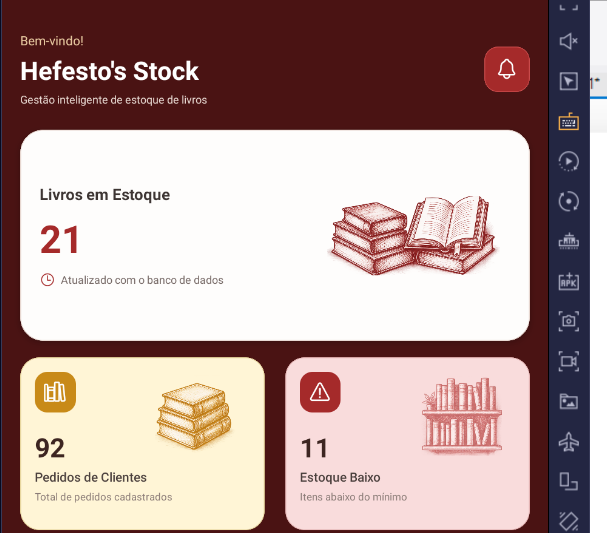 Bem-vindo!
Hefesto's Stock
Gestão inteligente de estoque de livros
Livros em Estoque
21
Atualizado com o banco de dados
92
Pedidos de Clientes
Total de pedidos cadastrados
11
Estoque Baixo
Itens abaixo do mínimo
APK